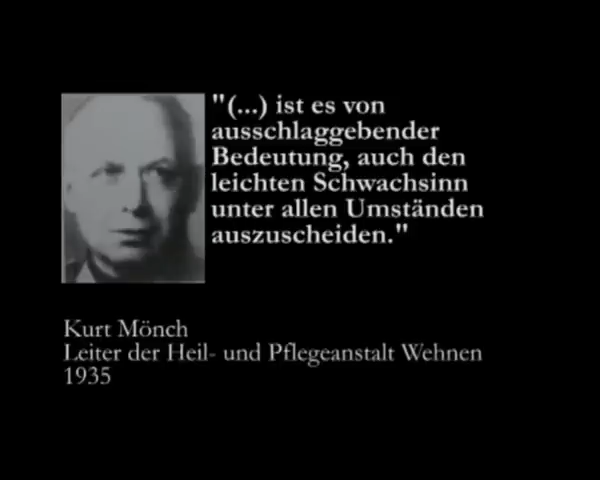 "(...) ist es von
ausschlaggebender
Bedeutung, auch den
leichten Schwachsinn
unter allen Umständen
auszuscheiden."
Kurt Mönch
Leiter der Heil- und Pflegeanstalt Wehnen
1935